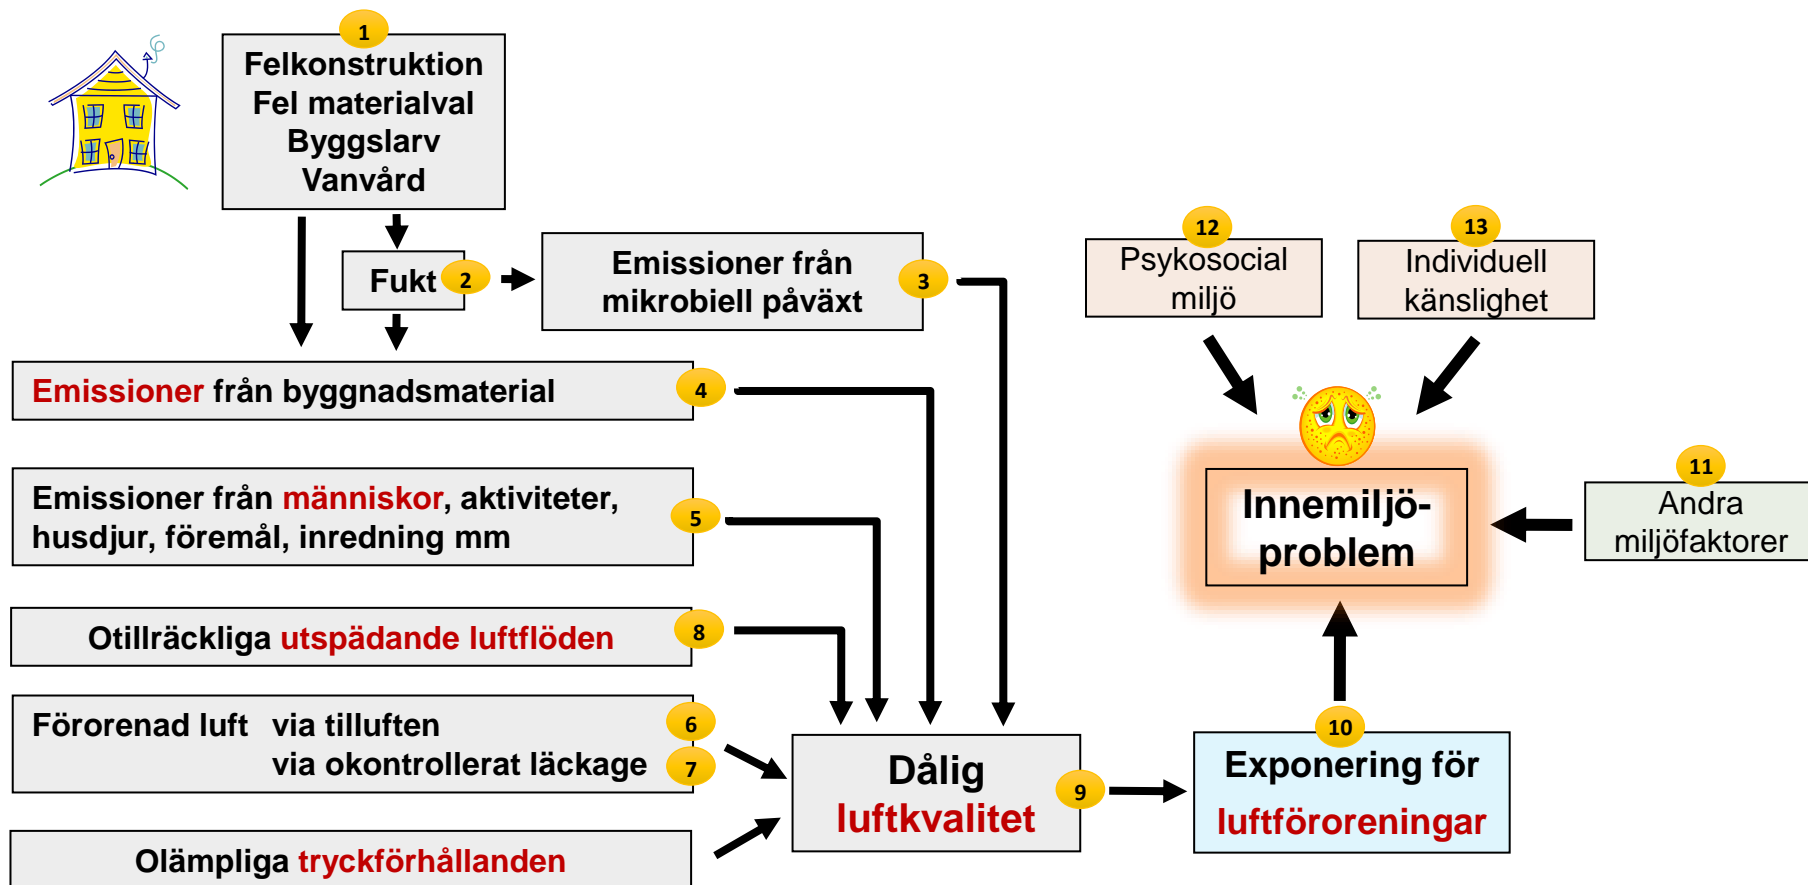 1
Felkonstruktion
Fel materialval
Byggslarv
Vanvård
Fukt
2
Emissioner från
mikrobiell påväxt
3
Emissioner från byggnadsmaterial
4
Emissioner från människor, aktiviteter,
husdjur, föremål, inredning mm
5
Otillräckliga utspädande luftflöden
8
Förorenad luft via tilluften
6
via okontrollerat läckage
7
Olämpliga tryckförhållanden
Dålig
luftkvalitet
9
10
Exponering för
luftföroreningar
12
Psykosocial
miljö
13
Individuell
känslighet
11
Andra
miljöfaktorer
Innemiljö-
problem